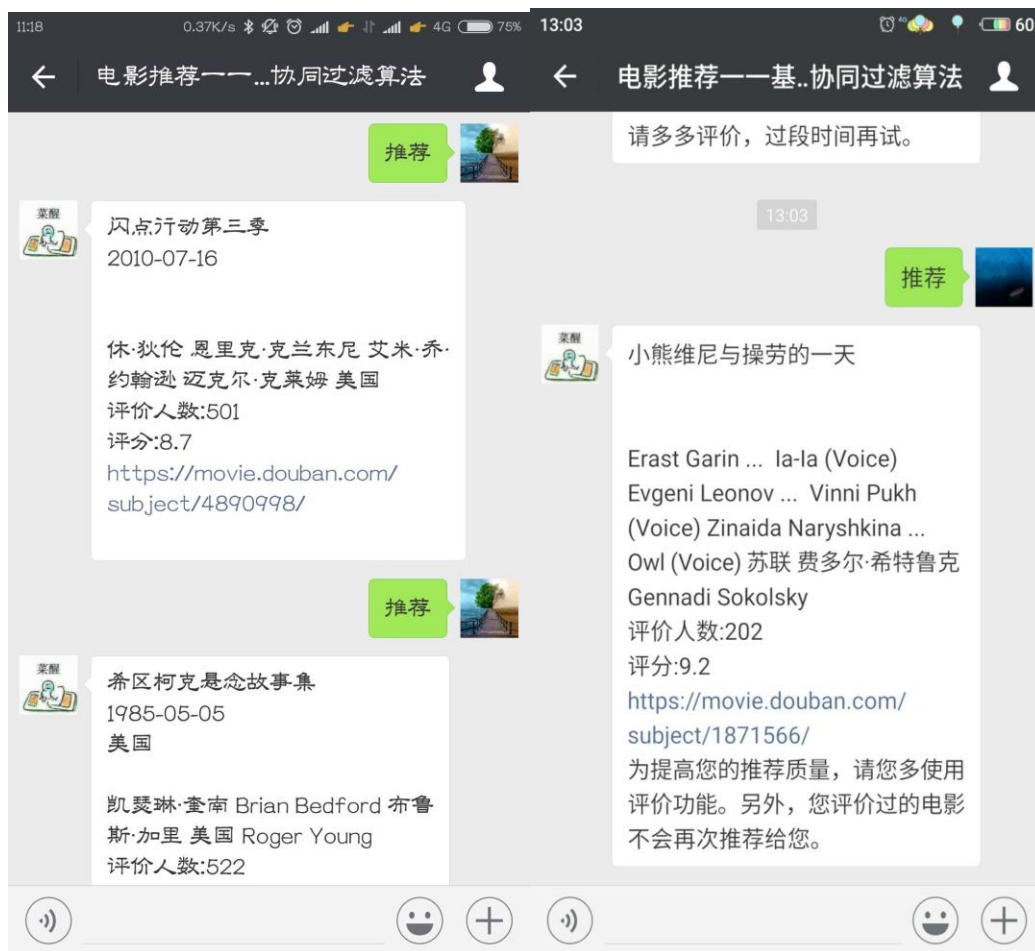 11:18
0.37K/s
4G
75%
电影推荐一一...协同过滤算法
推荐
菜醒
闪点行动第三季
2010-07-16
休·狄伦 恩里克·克兰东尼 艾米·乔·
约翰逊 迈克尔·克莱姆 美国
评价人数:501
评分:8.7
https://movie.douban.com/
subject/4890998/
推荐
菜醒
希区柯克悬念故事集
1985-05-05
美国
凯瑟琳·奎南 Brian Bedford 布鲁
斯·加里 美国 Roger Young
评价人数:522
13:03
60
电影推荐一一基..协同过滤算法
请多多评价，过段时间再试。
13:03
推荐
菜醒
小熊维尼与操劳的一天
Erast Garin ... Ia-Ia (Voice)
Evgeni Leonov ... Vinni Pukh
(Voice) Zinaida Naryshkina ...
Owl (Voice) 苏联 费多尔·希特鲁克
Gennadi Sokolsky
评价人数:202
评分:9.2
https://movie.douban.com/
subject/1871566/
为提高您的推荐质量，请您多使用
评价功能。另外，您评价过的电影
不会再次推荐给您。